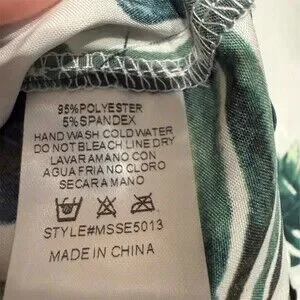 95%POLYESTER
5%SPANDEX
HAND WASH COLD WATER
DO NOT BLEACH LINE DRY
LAVAR AMANO CON
AGUA FRIA NO CLORO
SECAR A MANO
STYLE#MSSE5013
MADE IN CHINA